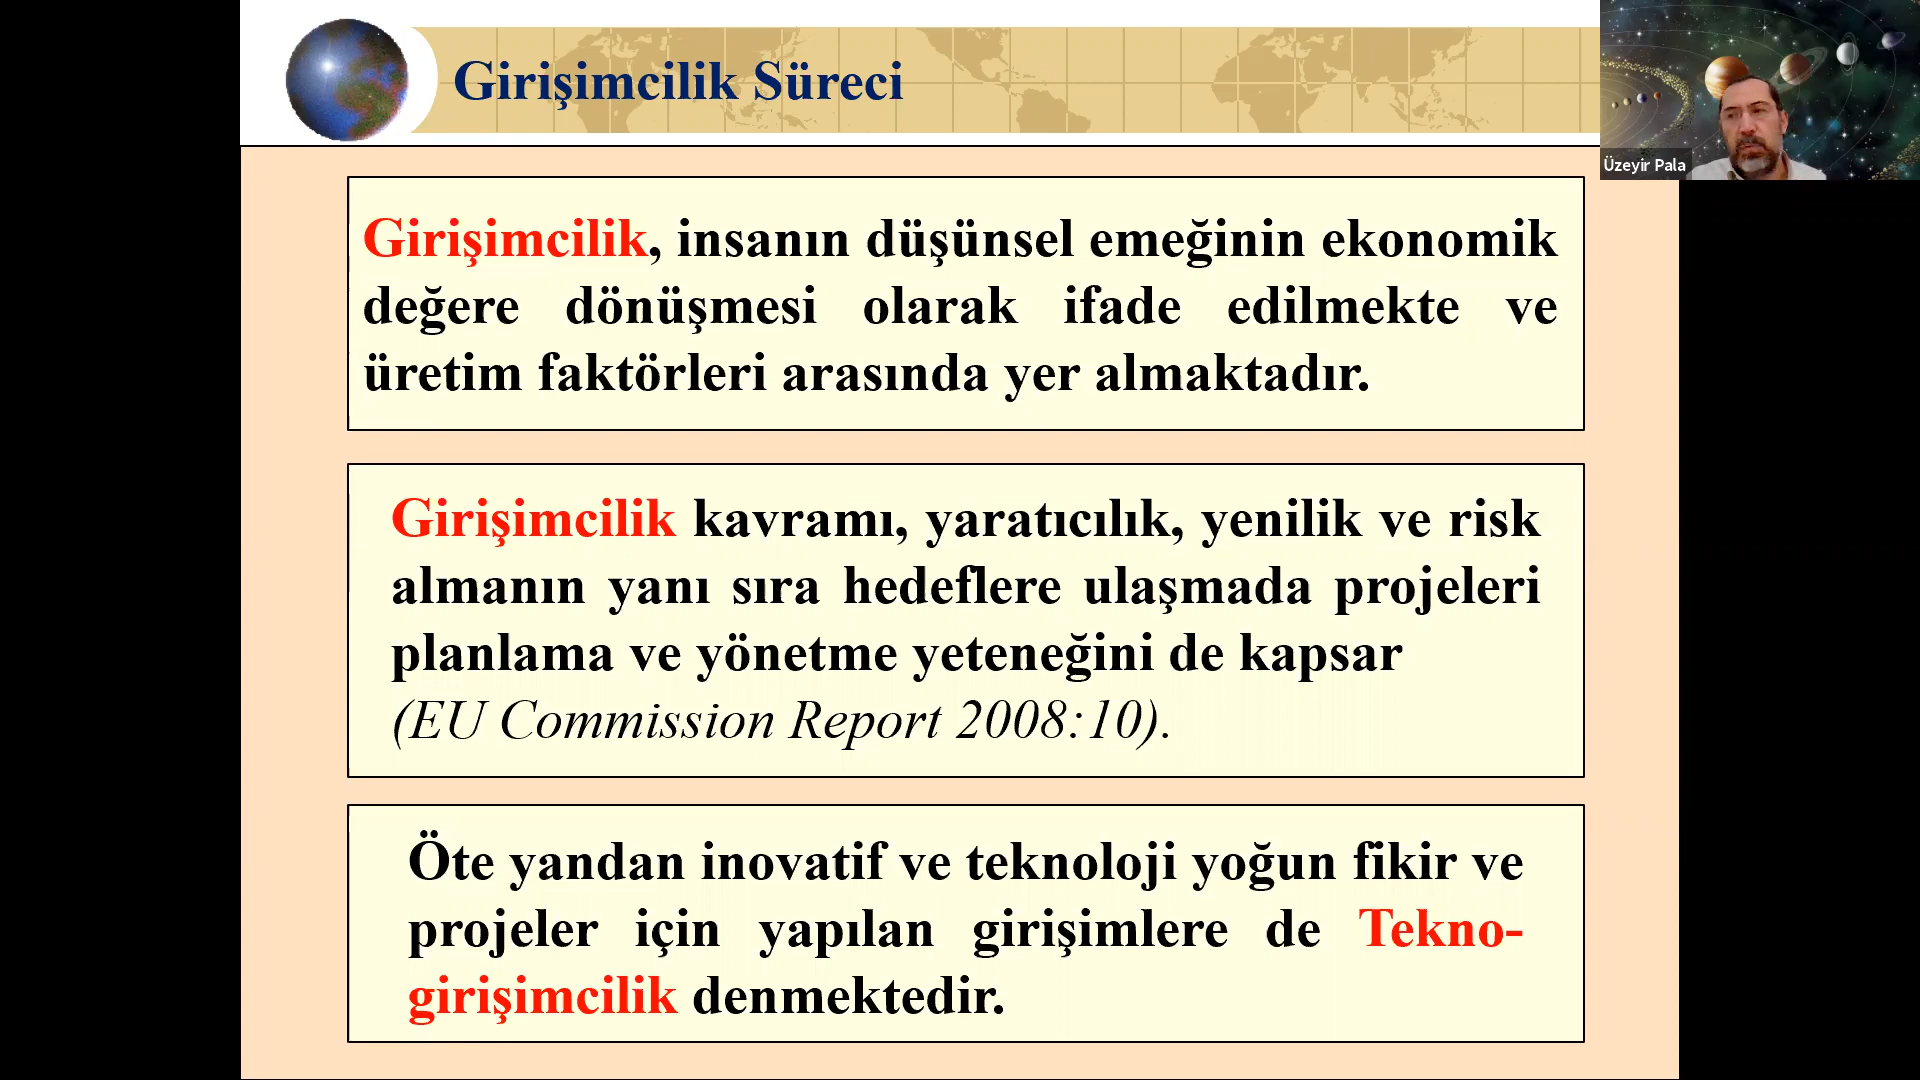 Girişimcilik Süreci
Üzeyir Pala
Girişimcilik, insanın düşünsel emeğinin ekonomik
değere dönüşmesi olarak ifade edilmekte ve
üretim faktörleri arasında yer almaktadır.
Girişimcilik kavramı, yaratıcılık, yenilik ve risk
almanın yanı sıra hedeflere ulaşmada projeleri
planlama ve yönetme yeteneğini de kapsar
(EU Commission Report 2008:10).
Öte yandan inovatif ve teknoloji yoğun fikir ve
projeler için yapılan girişimlere de Tekno-
girişimcilik denmektedir.